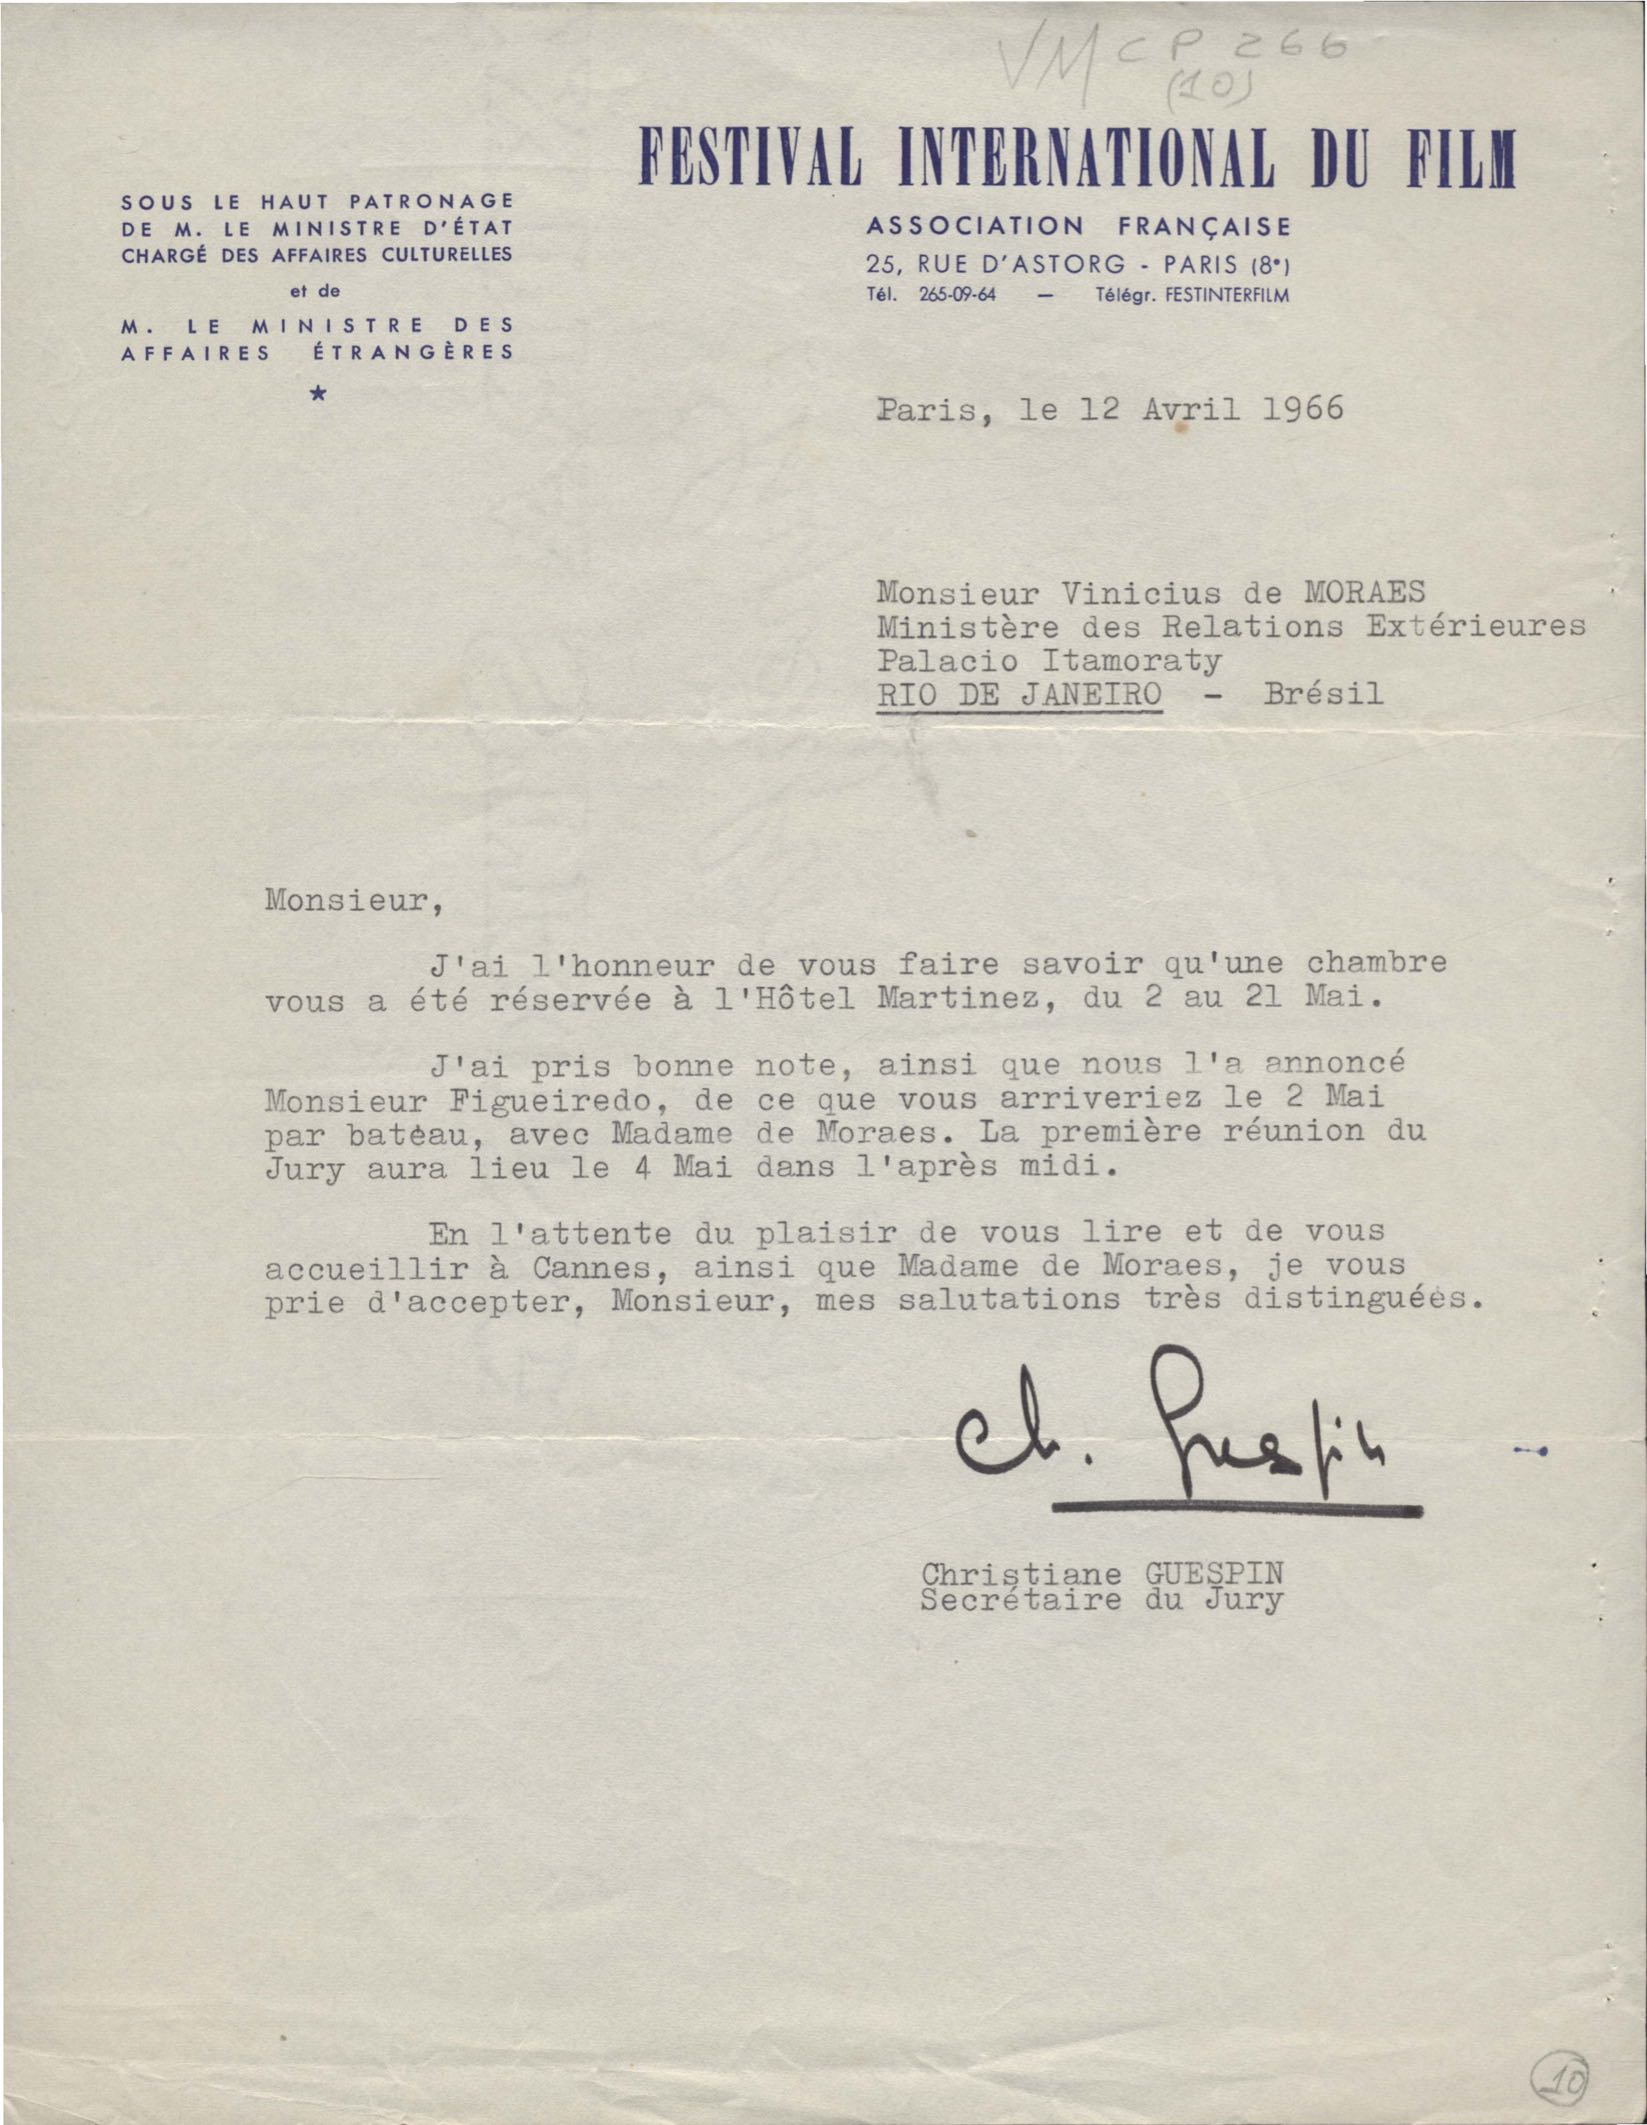 VMCP 266
(10)
FESTIVAL INTERNATIONAL DU FILM
SOUS LE HAUT PATRONAGE
DE M. LE MINISTRE D'ÉTAT
CHARGÉ DES AFFAIRES CULTURELLES
et de
M. LE MINISTRE DES
AFFAIRES ÉTRANGÈRES
ASSOCIATION FRANÇAISE
25, RUE D'ASTORG - PARIS (8e)
Tél. 265-09-64 — Télégr. FESTINTERFILM
Paris, le 12 Avril 1966
Monsieur Vinicius de MORAES
Ministère des Relations Extérieures
Palacio Itamoraty
RIO DE JANEIRO - Brésil
Monsieur,
J'ai l'honneur de vous faire savoir qu'une chambre
vous a été réservée à l'Hôtel Martinez, du 2 au 21 Mai.
J'ai pris bonne note, ainsi que nous l'a annoncé
Monsieur Figueiredo, de ce que vous arriveriez le 2 Mai
par bateau, avec Madame de Moraes. La première réunion du
Jury aura lieu le 4 Mai dans l'après midi.
En l'attente du plaisir de vous lire et de vous
accueillir à Cannes, ainsi que Madame de Moraes, je vous
prie d'accepter, Monsieur, mes salutations très distinguées.
Ch. Guespin
Christiane GUESPIN
Secrétaire du Jury
10